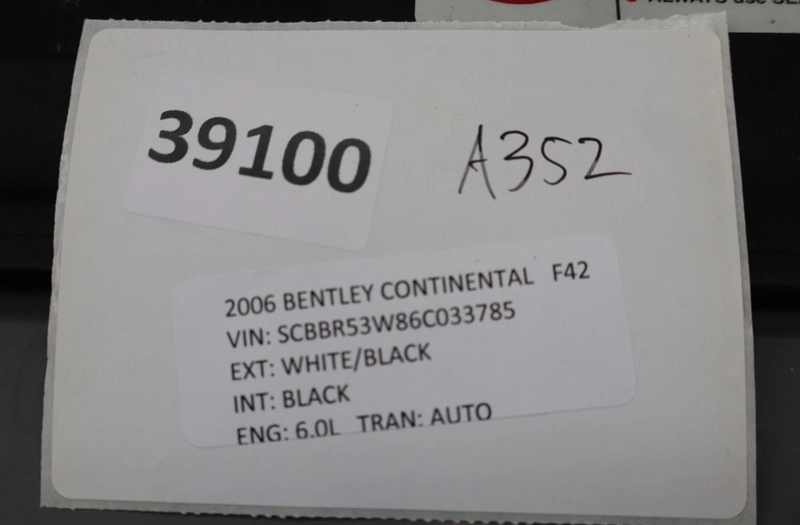 39100
A352
2006 BENTLEY CONTINENTAL F42
VIN: SCBBR53W86C033785
EXT: WHITE/BLACK
INT: BLACK
ENG: 6.0L TRAN: AUTO